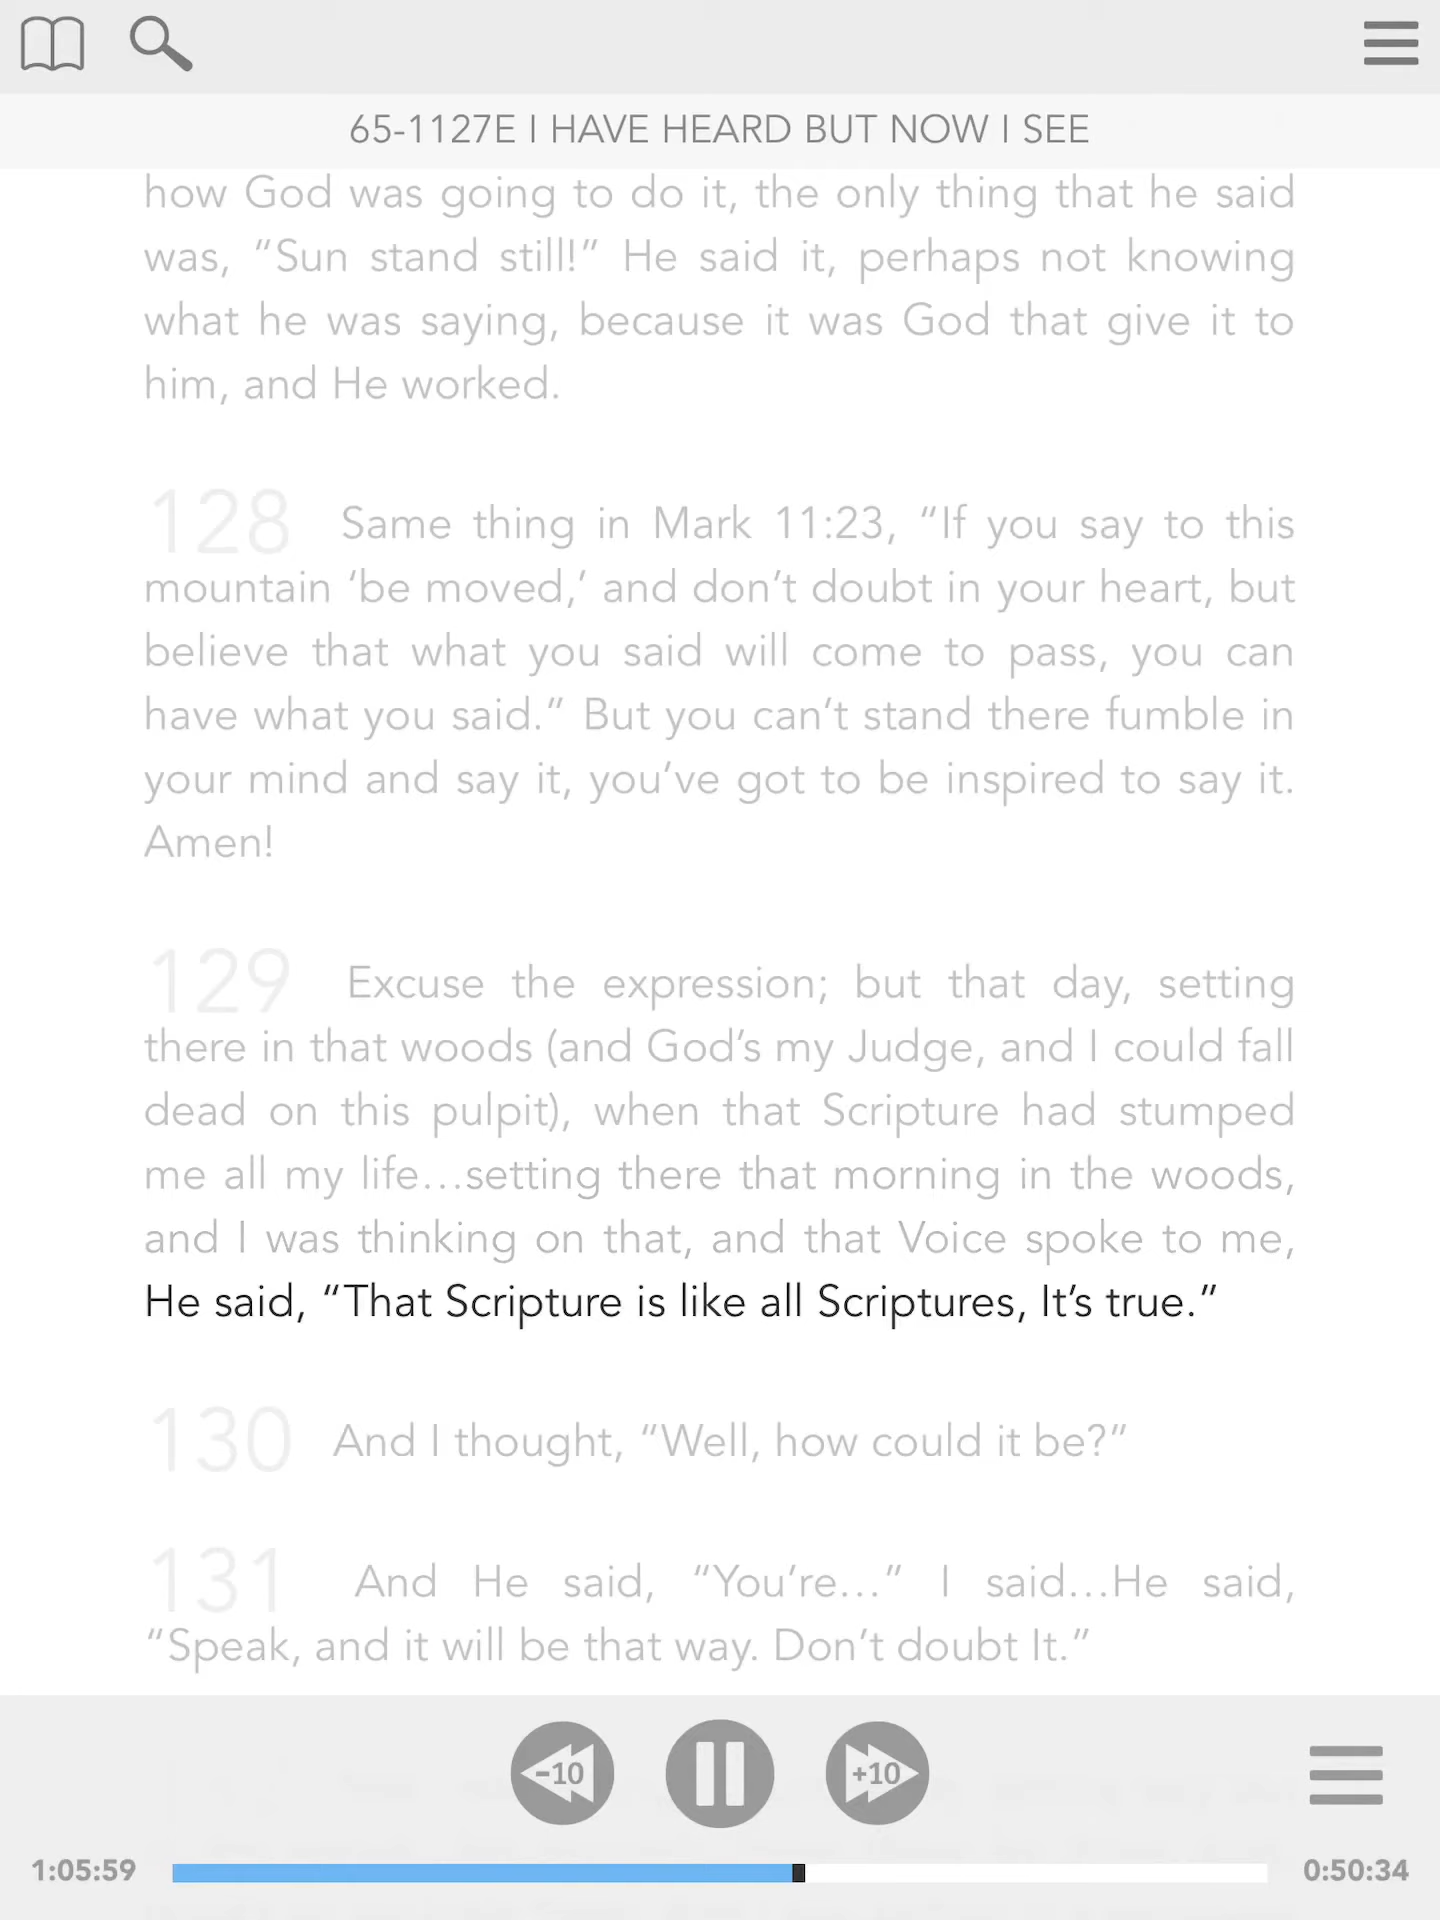 65-1127E I HAVE HEARD BUT NOW I SEE
how God was going to do it, the only thing that he said
was, “Sun stand still!” He said it, perhaps not knowing
what he was saying, because it was God that give it to
him, and He worked.
128 Same thing in Mark 11:23, “If you say to this
mountain ‘be moved,’ and don’t doubt in your heart, but
believe that what you said will come to pass, you can
have what you said.” But you can’t stand there fumble in
your mind and say it, you’ve got to be inspired to say it.
Amen!
129 Excuse the expression; but that day, setting
there in that woods (and God’s my Judge, and I could fall
dead on this pulpit), when that Scripture had stumped
me all my life…setting there that morning in the woods,
and I was thinking on that, and that Voice spoke to me,
He said, “That Scripture is like all Scriptures, It’s true.”
130 And I thought, “Well, how could it be?”
131 And He said, “You’re…” I said…He said,
“Speak, and it will be that way. Don’t doubt It.”
-10 +10
1:05:59 0:50:34